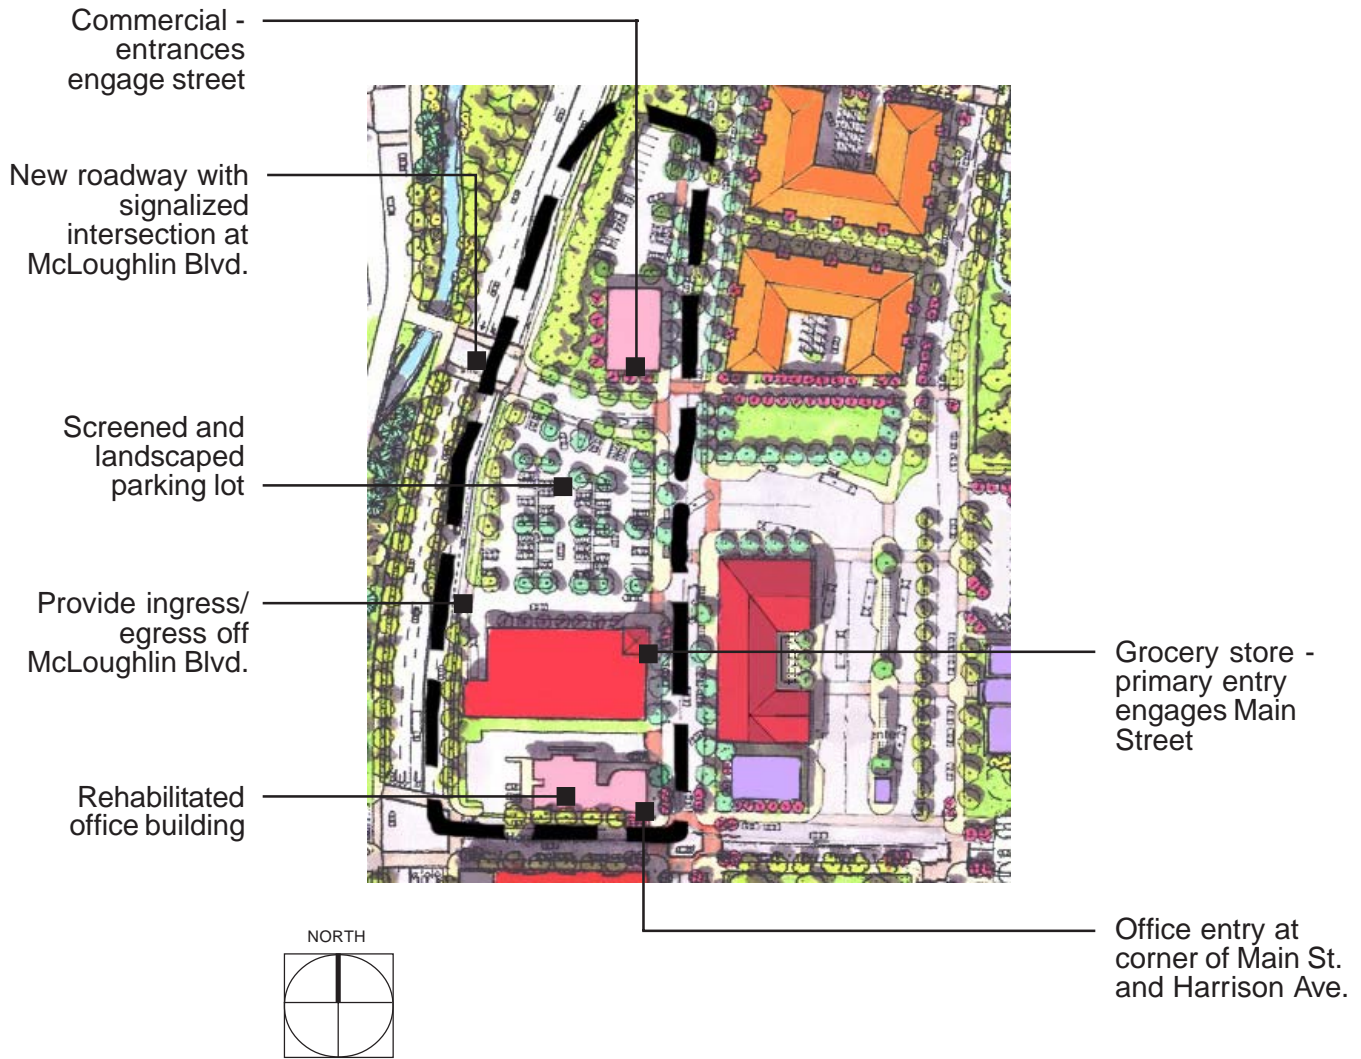 Commercial -
entrances
engage street
New roadway with
signalized
intersection at
McLoughlin Blvd.
Screened and
landscaped
parking lot
Provide ingress/
egress off
McLoughlin Blvd.
Grocery store -
primary entry
engages Main
Street
Rehabilitated
office building
Office entry at
corner of Main St.
and Harrison Ave.
NORTH